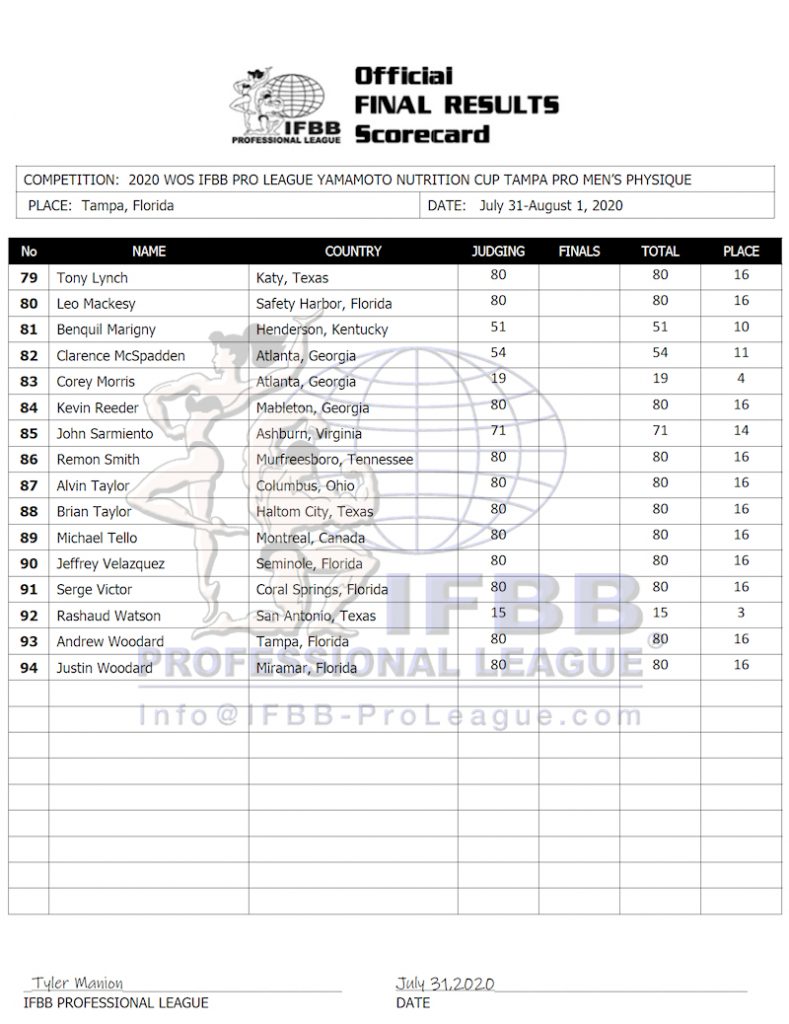 Official
FINAL RESULTS
Scorecard
IFBB
PROFESSIONAL LEAGUE
COMPETITION: 2020 WOS IFBB PRO LEAGUE YAMAMOTO NUTRITION CUP TAMPA PRO MEN'S PHYSIQUE
PLACE: Tampa, Florida DATE: July 31-August 1, 2020
No NAME COUNTRY JUDGING FINALS TOTAL PLACE
79 Tony Lynch Katy, Texas 80 80 16
80 Leo Mackesy Safety Harbor, Florida 80 80 16
81 Benquil Marigny Henderson, Kentucky 51 51 10
82 Clarence McSpadden Atlanta, Georgia 54 54 11
83 Corey Morris Atlanta, Georgia 19 19 4
84 Kevin Reeder Mableton, Georgia 80 80 16
85 John Sarmiento Ashburn, Virginia 71 71 14
86 Remon Smith Murfreesboro, Tennessee 80 80 16
87 Alvin Taylor Columbus, Ohio 80 80 16
88 Brian Taylor Haltom City, Texas 80 80 16
89 Michael Tello Montreal, Canada 80 80 16
90 Jeffrey Velazquez Seminole, Florida 80 80 16
91 Serge Victor Coral Springs, Florida 80 80 16
92 Rashaud Watson San Antonio, Texas 15 15 3
93 Andrew Woodard Tampa, Florida 80 80 16
94 Justin Woodard Miramar, Florida 80 80 16
IFBB
PROFESSIONAL LEAGUE ®
Info@IFBB-ProLeague.com
Tyler Manion July 31,2020
IFBB PROFESSIONAL LEAGUE DATE